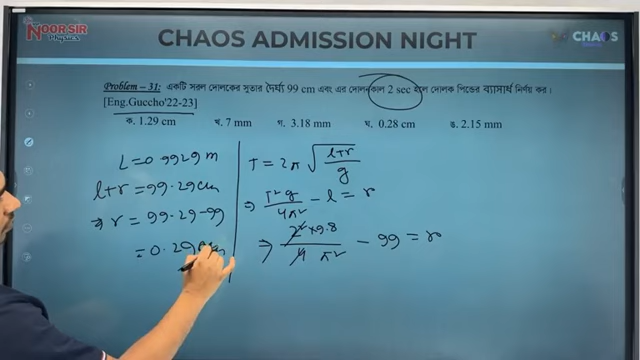 NOOR SIR
Physics
CHAOS ADMISSION NIGHT
CHAOS
Problem – 31: একটি সরল দোলকের সুতার দৈর্ঘ্য 99 cm এবং এর দোলনকাল 2 sec হলে দোলক পিন্ডের ব্যাসার্ধ নির্ণয় কর।
[Eng.Guccho'22-23]
ক. 1.29 cm খ. 7 mm গ. 3.18 mm ঘ. 0.28 cm ঙ. 2.15 mm
L = 0.9929 m
l+r = 99.29 cm
⇒ r = 99.29 - 99
= 0.29 cm
T = 2π √((l+r)/g)
⇒ T²g/4π² - l = r
⇒ 2² × 9.8 / 4 π² - 99 = r